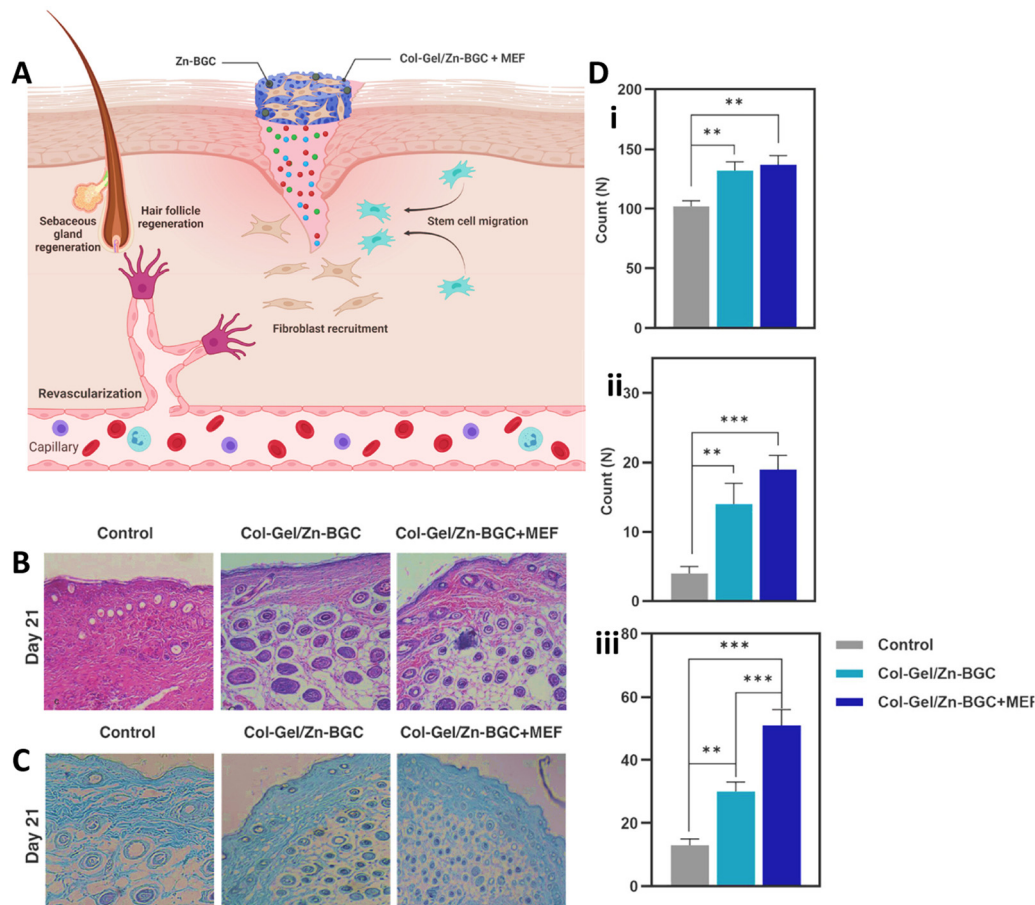 A
Zn-BGC
Col-Gel/Zn-BGC + MEF
Sebaceous
gland
regeneration
Hair follicle
regeneration
Stem cell migration
Fibroblast recruitment
Revascularization
Capillary
B
Control
Col-Gel/Zn-BGC
Col-Gel/Zn-BGC+MEF
Day 21
C
Control
Col-Gel/Zn-BGC
Col-Gel/Zn-BGC+MEF
Day 21
D
i
Count (N)
200
150
100
50
0
**
**
ii
Count (N)
30
20
10
0
***
**
iii
80
60
40
20
0
***
***
**
Control
Col-Gel/Zn-BGC
Col-Gel/Zn-BGC+MEF